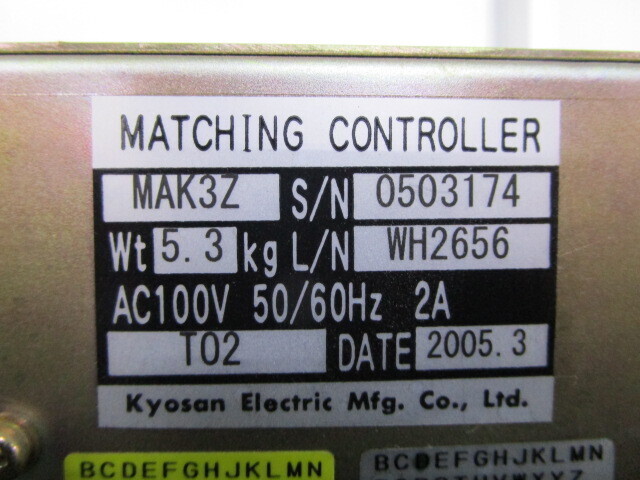 MATCHING CONTROLLER
MAK3Z S/N 0503174
Wt 5.3 kg L/N WH2656
AC100V 50/60Hz 2A
T02 DATE 2005.3
Kyosan Electric Mfg. Co., Ltd.
BCDEFGHJKLMN BCDEFGHJKLMN